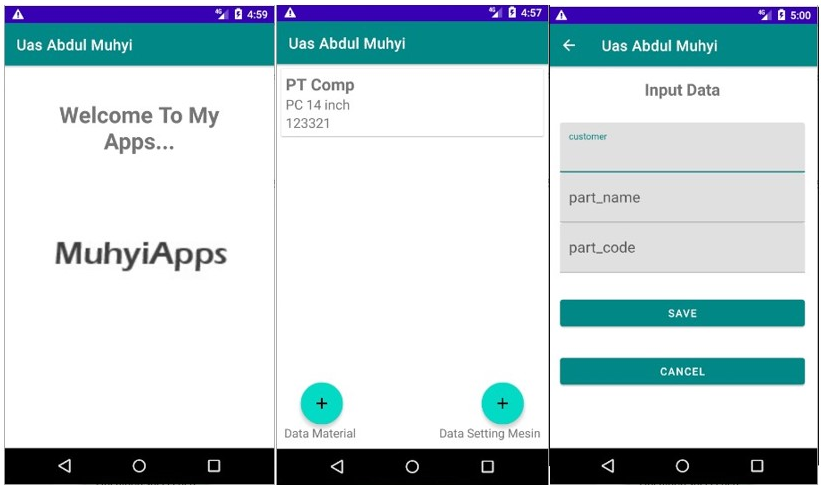 4G 4:59
Uas Abdul Muhyi
Welcome To My
Apps...
MuhyiApps
4G 4:57
Uas Abdul Muhyi
PT Comp
PC 14 inch
123321
+
+
Data Material
Data Setting Mesin
4G 5:00
Uas Abdul Muhyi
Input Data
customer
part_name
part_code
SAVE
CANCEL